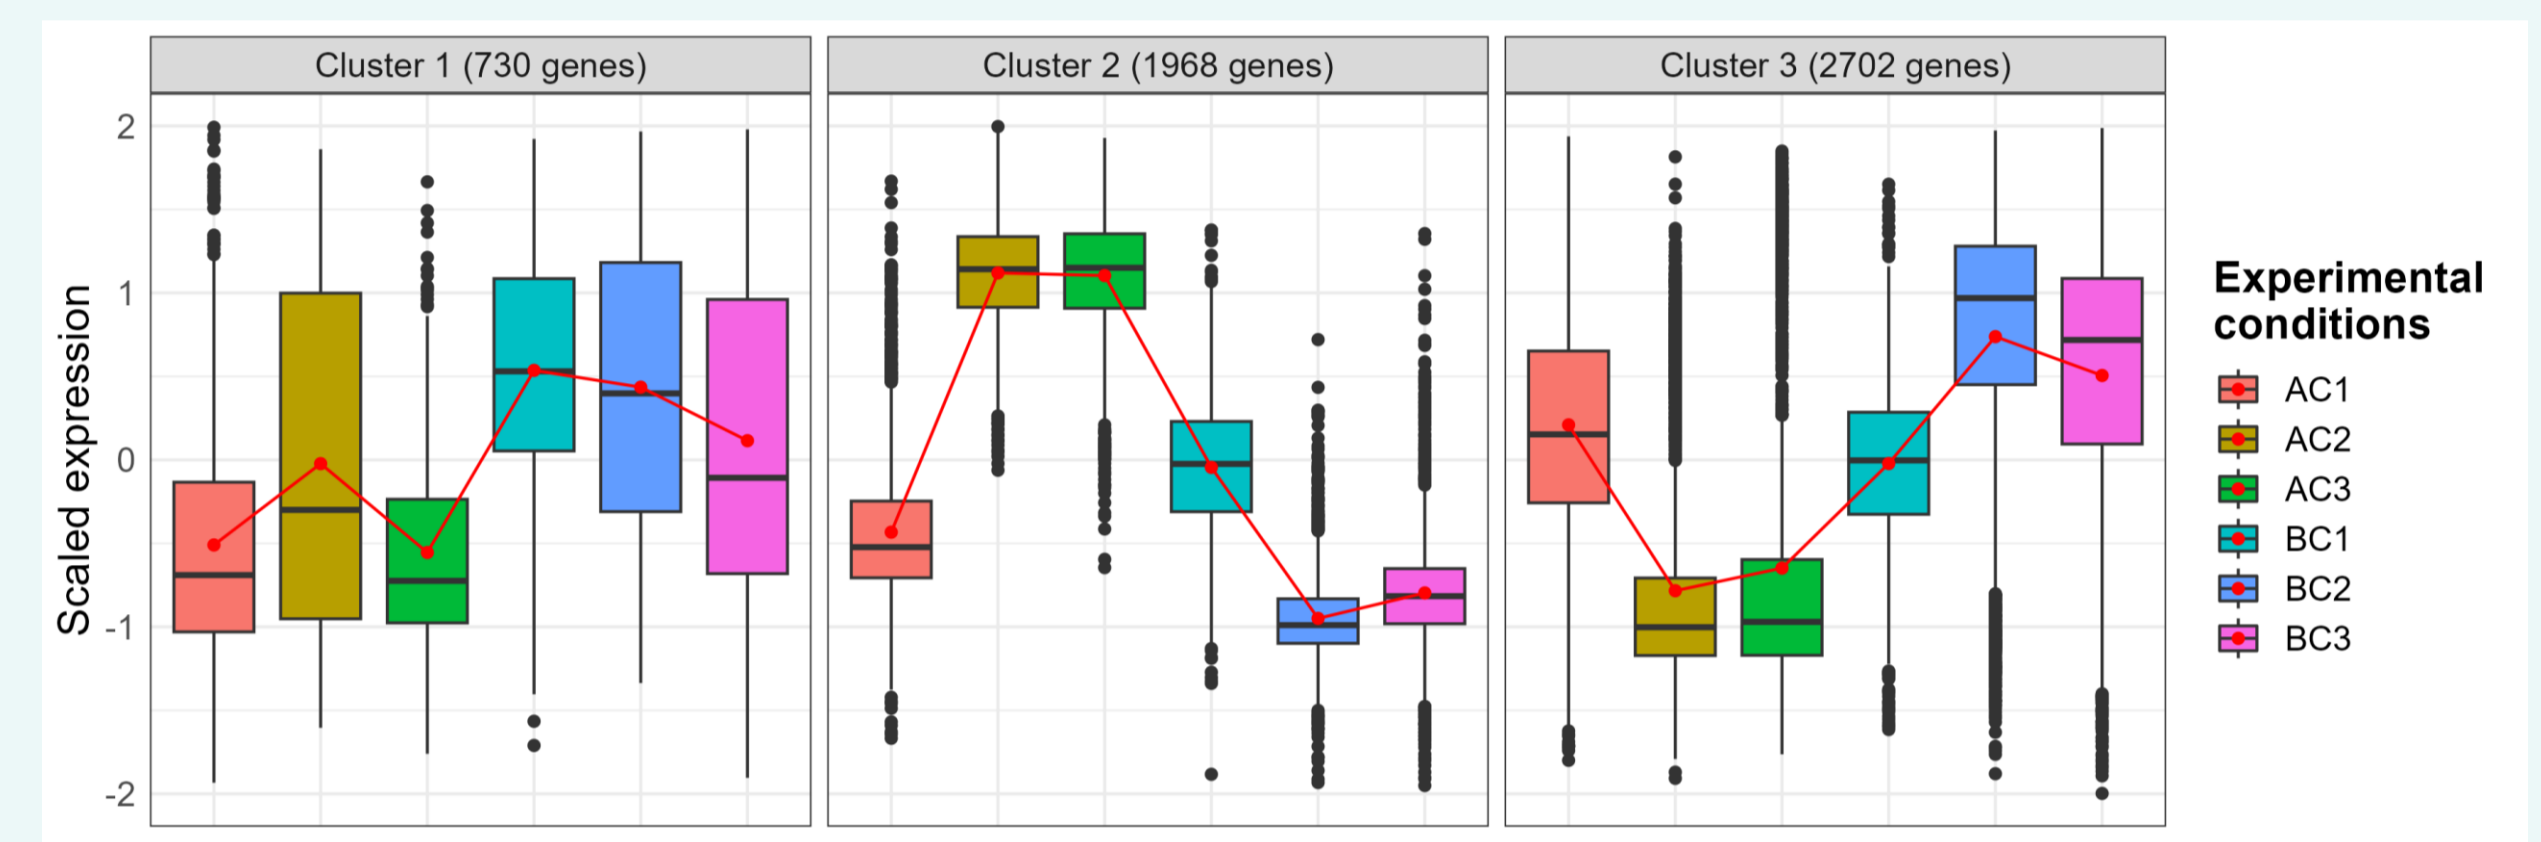 Cluster 1 (730 genes)
Cluster 2 (1968 genes)
Cluster 3 (2702 genes)
2
1
0
-1
-2
Scaled expression
Experimental
conditions
AC1
AC2
AC3
BC1
BC2
BC3